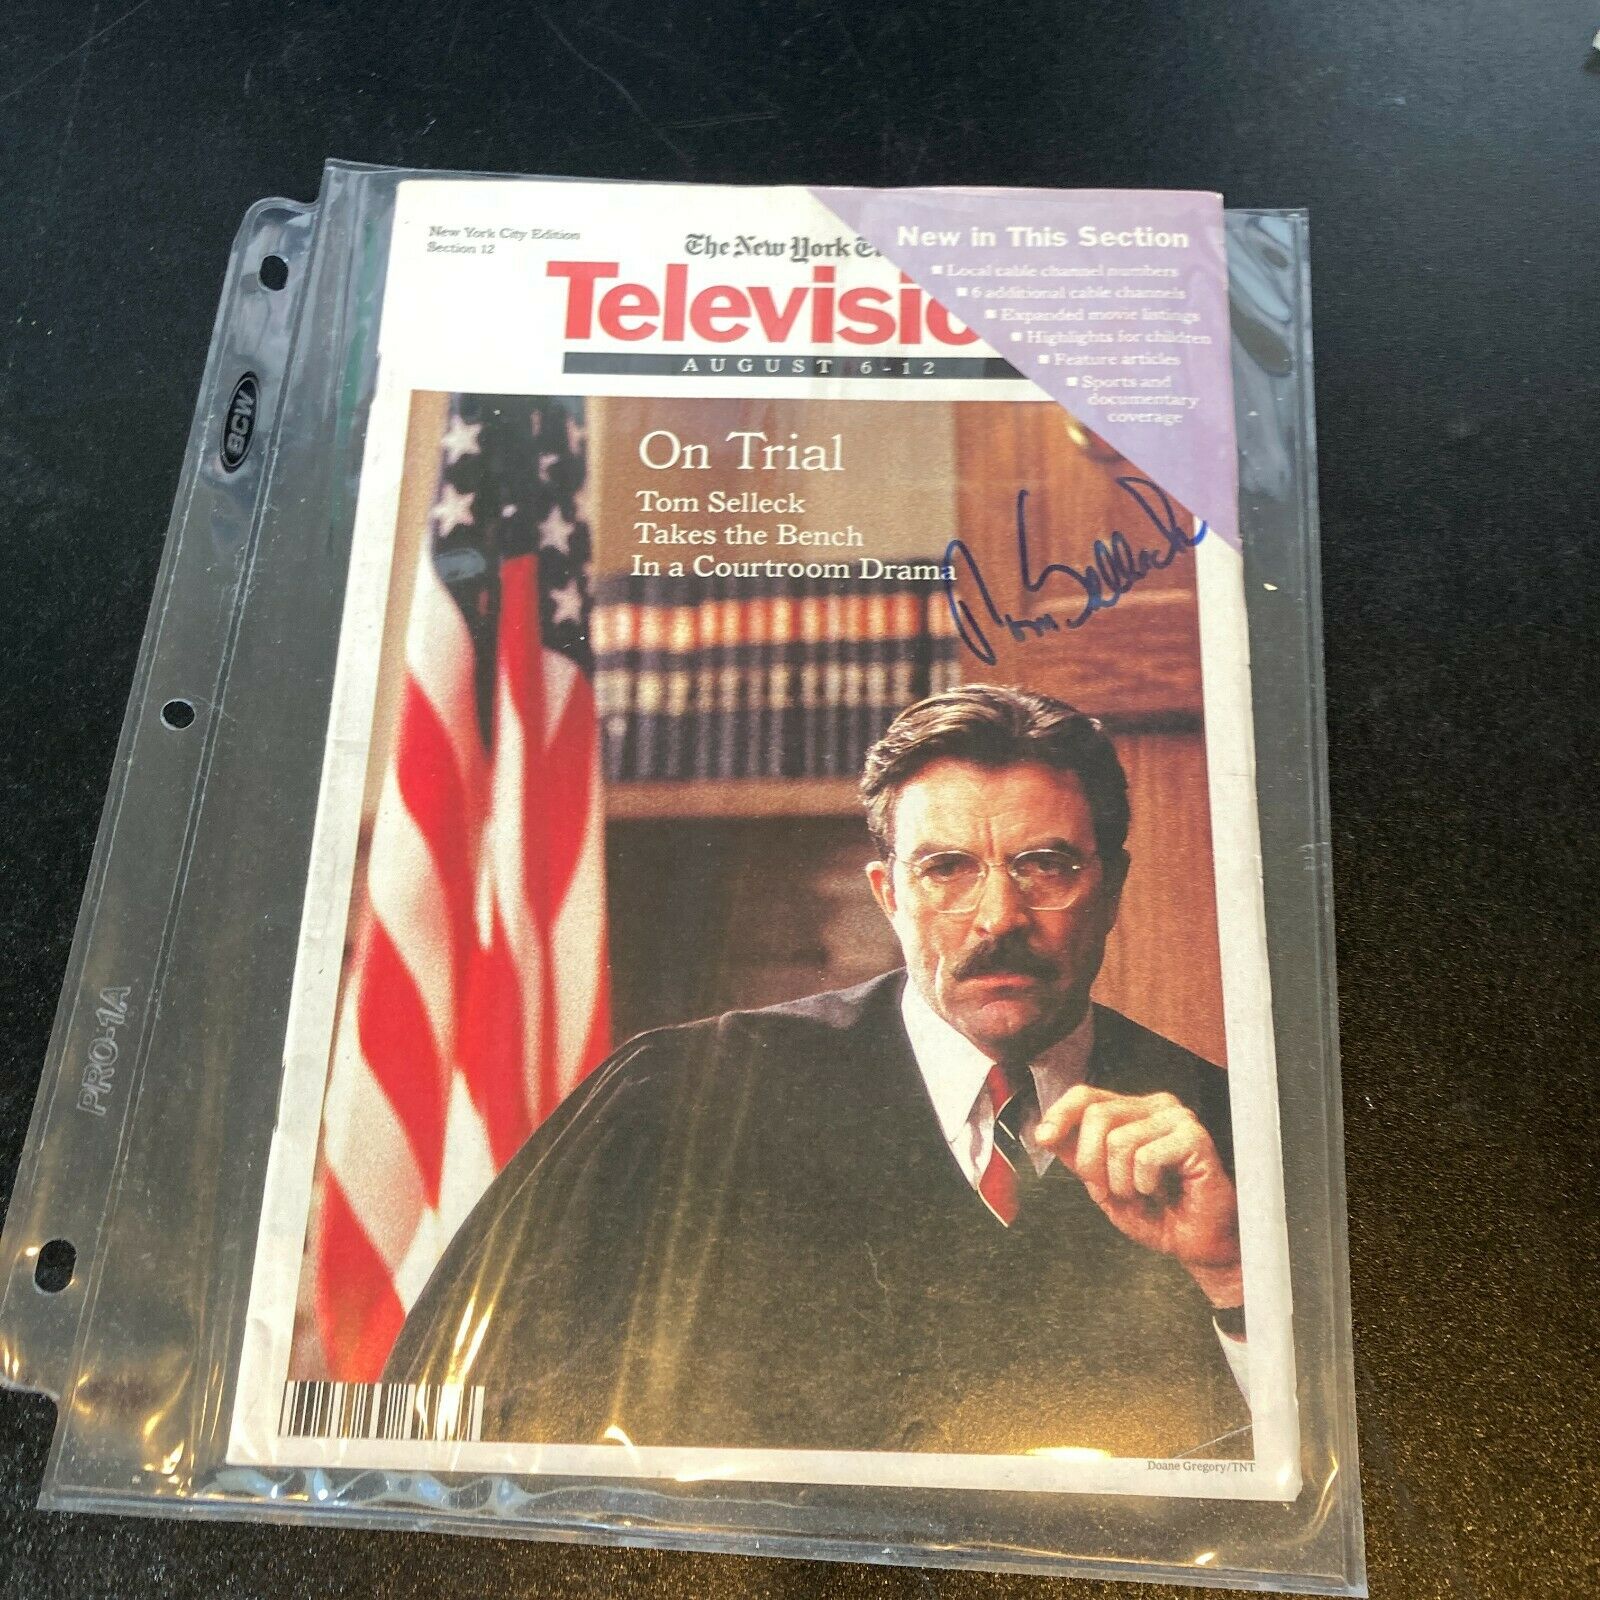 New York City Edition
Section 12
The New York
Television
AUGUST 6-12
New in This Section
Local cable channel numbers
6 additional cable channels
Expanded movie listings
Highlights for children
Feature articles
Sports and
documentary
coverage
On Trial
Tom Selleck
Takes the Bench
In a Courtroom Drama
Tom Selleck
BCW
PRO-1A
Doane Gregory/TNT